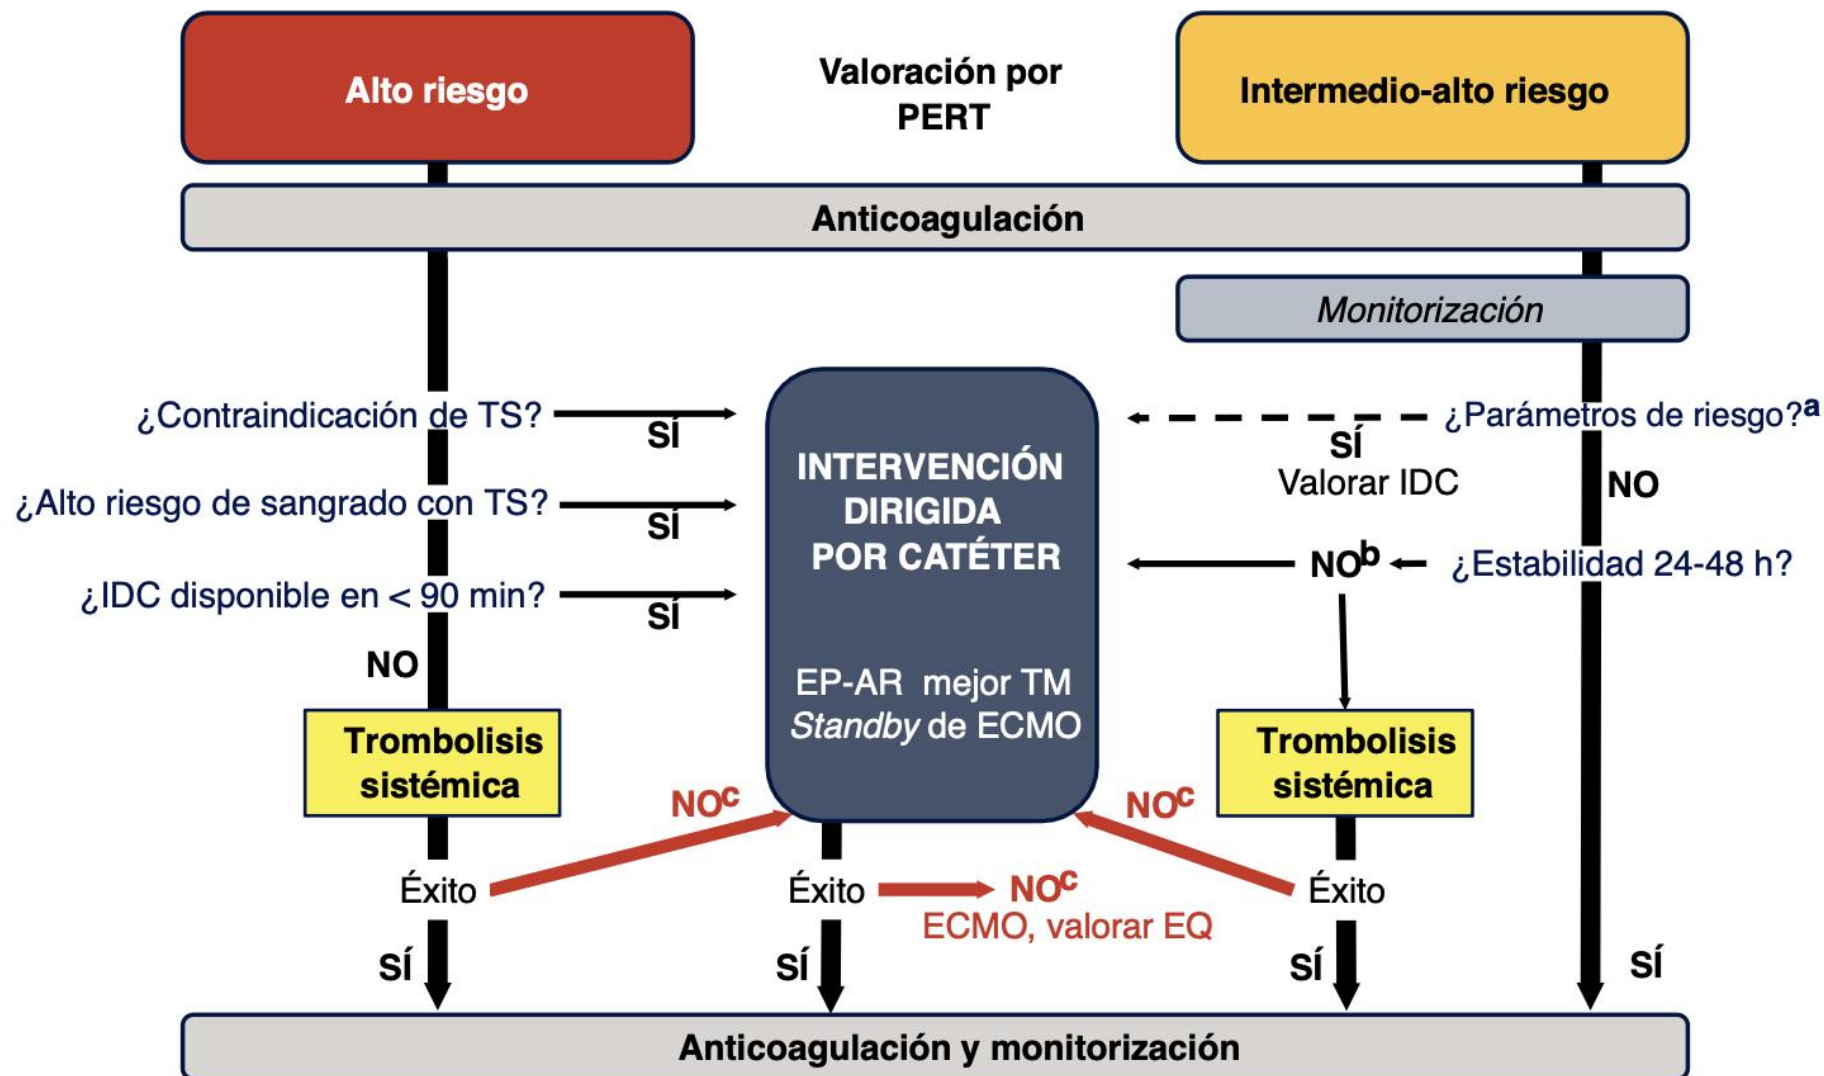 Alto riesgo
Valoración por
PERT
Intermedio-alto riesgo
Anticoagulación
Monitorización
¿Contraindicación de TS?
SÍ
¿Alto riesgo de sangrado con TS?
SÍ
¿IDC disponible en < 90 min?
SÍ
NO
Trombolisis
sistémica
INTERVENCIÓN
DIRIGIDA
POR CATÉTER
EP-AR mejor TM
Standby de ECMO
¿Parámetros de riesgo?a
SÍ
Valorar IDC
NO
¿Estabilidad 24-48 h?
NOb
Trombolisis
sistémica
NOc
NOc
Éxito
Éxito
NOc
ECMO, valorar EQ
Éxito
SÍ
SÍ
SÍ
SÍ
Anticoagulación y monitorización